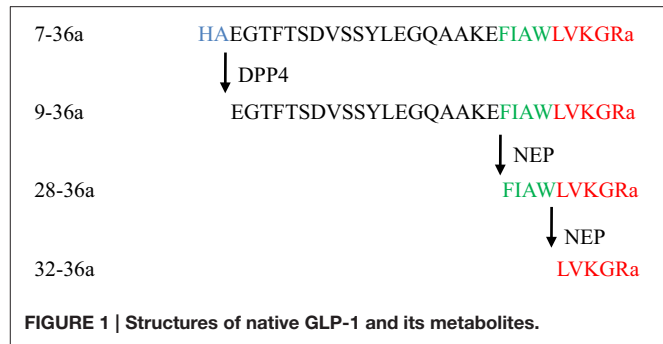 7-36a HAEGTFTSDVSSYLEGQAAKEFIAWLVKGRa
DPP4
9-36a EGTFTSDVSSYLEGQAAKEFIAWLVKGRa
NEP
28-36a FIAWLVKGRa
NEP
32-36a LVKGRa
FIGURE 1 | Structures of native GLP-1 and its metabolites.